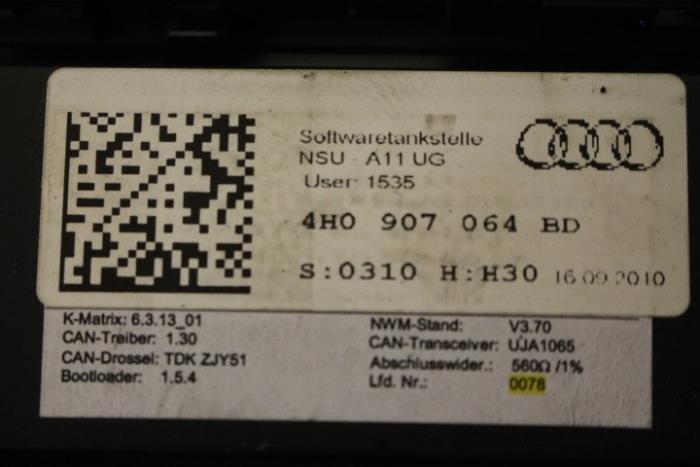 Softwaretankstelle
NSU - A11 UG
User: 1535
4H0 907 064 BD
S:0310 H:H30 16.09.2010
K-Matrix: 6.3.13_01
CAN-Treiber: 1.30
CAN-Drossel: TDK ZJY51
Bootloader: 1.5.4
NWM-Stand: V3.70
CAN-Transceiver: UJA1065
Abschlusswider.: 560Ω /1%
Lfd. Nr.: 0078